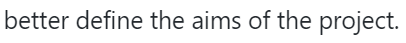 better define the aims of the project.